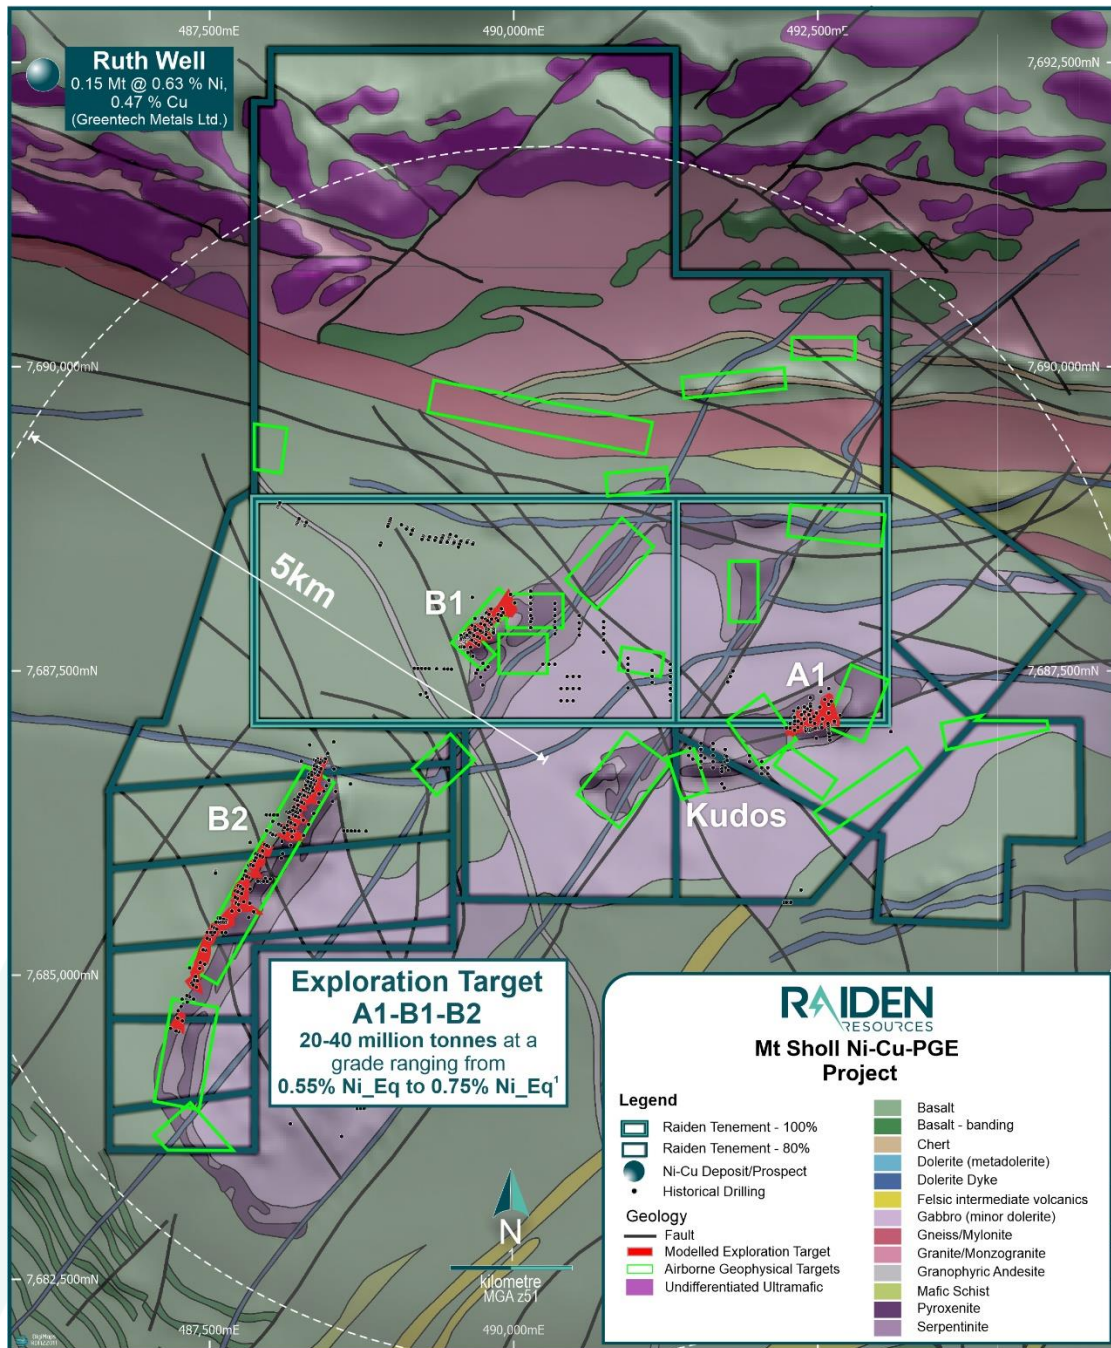 487,500mE
490,000mE
492,500mE
Ruth Well
0.15 Mt @ 0.63 % Ni,
0.47 % Cu
(Greentech Metals Ltd.)
7,692,500mN
7,690,000mN
7,690,000mN
5km
B1
7,687,500mN
A1
7,687,500mN
B2
Kudos
7,685,000mN
Exploration Target
A1-B1-B2
20-40 million tonnes at a
grade ranging from
0.55% Ni_Eq to 0.75% Ni_Eq¹
RAIDEN
RESOURCES
Mt Sholl Ni-Cu-PGE
Project
Legend
Raiden Tenement - 100%
Raiden Tenement - 80%
Ni-Cu Deposit/Prospect
Historical Drilling
Geology
Fault
Modelled Exploration Target
Airborne Geophysical Targets
Undifferentiated Ultramafic
Basalt
Basalt - banding
Chert
Dolerite (metadolerite)
Dolerite Dyke
Felsic intermediate volcanics
Gabbro (minor dolerite)
Gneiss/Mylonite
Granite/Monzogranite
Granophyric Andesite
Mafic Schist
Pyroxenite
Serpentinite
N
1
kilometre
MGA z51
7,682,500mN
487,500mE
490,000mE
DigiMaps